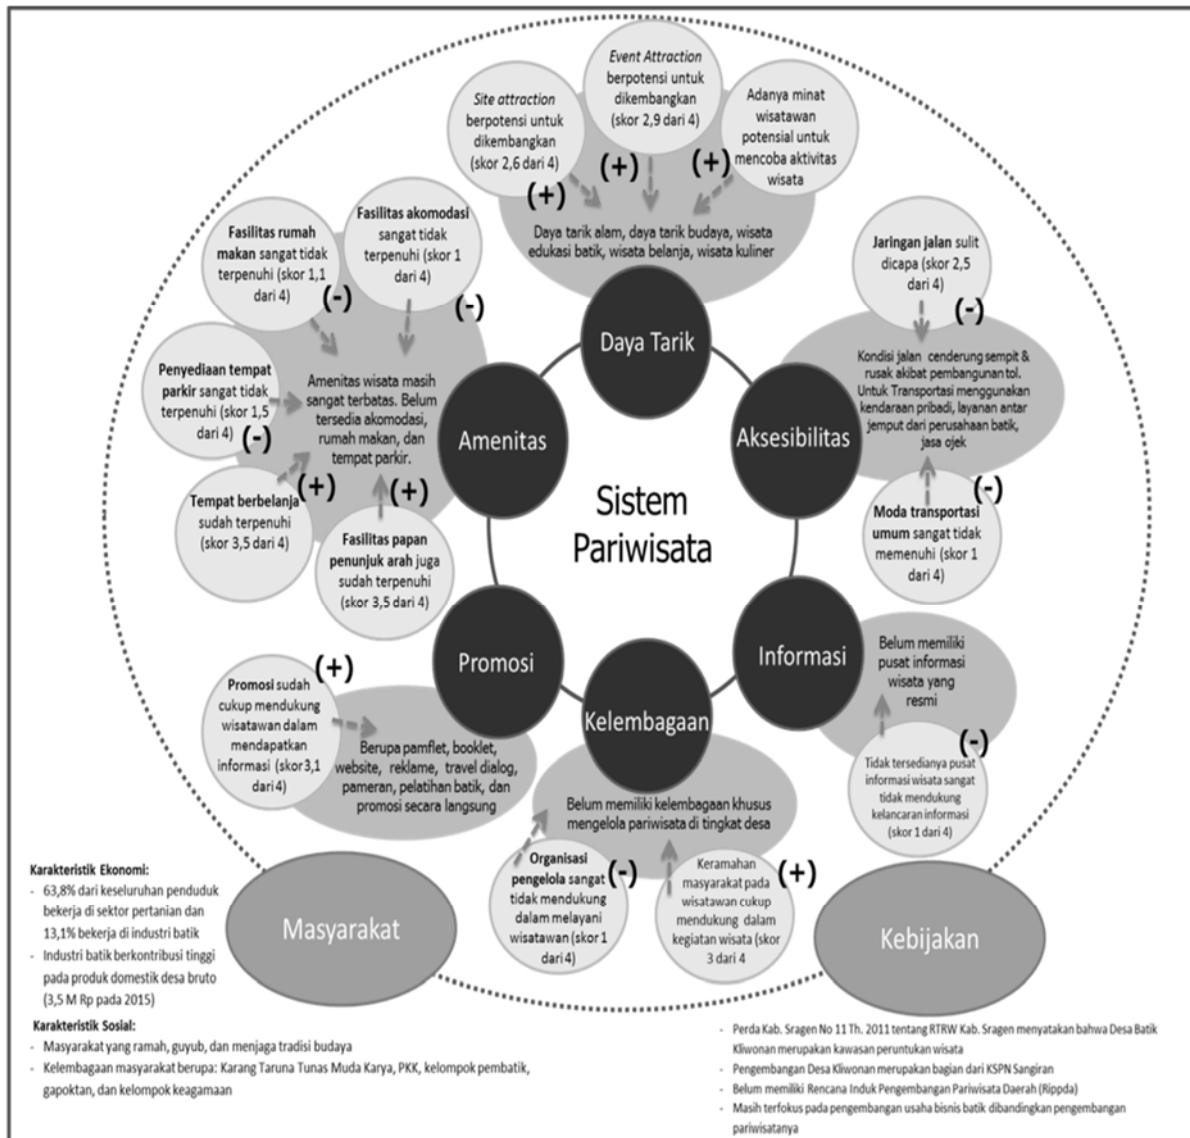 Event Attraction
berpotensi untuk
dikembangkan
(skor 2,9 dari 4)
(+)
Site attraction
berpotensi untuk
dikembangkan
(skor 2,6 dari 4)
(+)
Adanya minat
wisatawan
potensial untuk
mencoba aktivitas
wisata
(+)
Daya tarik alam, daya tarik budaya, wisata
edukasi batik, wisata belanja, wisata kuliner
Daya Tarik
Fasilitas akomodasi
sangat tidak
terpenuhi (skor 1
dari 4)
(-)
Fasilitas rumah
makan sangat tidak
terpenuhi (skor 1,1
dari 4)
(-)
Penyediaan tempat
parkir sangat tidak
terpenuhi (skor 1,5
dari 4)
(-)
Amenitas wisata masih
sangat terbatas. Belum
tersedia akomodasi,
rumah makan, dan
tempat parkir.
Tempat berbelanja
sudah terpenuhi
(skor 3,5 dari 4)
(+)
Fasilitas papan
penunjuk arah juga
sudah terpenuhi
(skor 3,5 dari 4)
(+)
Amenitas
Jaringan jalan sulit
dicapa (skor 2,5
dari 4)
(-)
Kondisi jalan cenderung sempit &
rusak akibat pembangunan tol.
Untuk Transportasi menggunakan
kendaraan pribadi, layanan antar
jemput dari perusahaan batik,
jasa ojek
Aksesibilitas
Moda transportasi
umum sangat tidak
memenuhi (skor 1
dari 4)
(-)
Sistem
Pariwisata
Promosi
Promosi sudah
cukup mendukung
wisatawan dalam
mendapatkan
informasi (skor3,1
dari 4)
(+)
Berupa pamflet, booklet,
website, reklame, travel dialog,
pameran, pelatihan batik, dan
promosi secara langsung
Informasi
Belum memiliki
pusat informasi
wisata yang
resmi
Tidak tersedianya pusat
informasi wisata sangat
tidak mendukung
kelancaran informasi
(skor 1 dari 4)
(-)
Kelembagaan
Belum memiliki kelembagaan khusus
mengelola pariwisata di tingkat desa
Organisasi
pengelola sangat
tidak mendukung
dalam melayani
wisatawan (skor 1
dari 4)
(-)
Keramahan
masyarakat pada
wisatawan cukup
mendukung dalam
kegiatan wisata (skor
3 dari 4
(+)
Masyarakat
Kebijakan
Karakteristik Ekonomi:
- 63,8% dari keseluruhan penduduk
bekerja di sektor pertanian dan
13,1% bekerja di industri batik
- Industri batik berkontribusi tinggi
pada produk domestik desa bruto
(3,5 M Rp pada 2015)
Karakteristik Sosial:
- Masyarakat yang ramah, guyub, dan menjaga tradisi budaya
- Kelembagaan masyarakat berupa: Karang Taruna Tunas Muda Karya, PKK, kelompok pembatik,
gapoktan, dan kelompok keagamaan
- Perda Kab. Sragen No 11 Th. 2011 tentang RTRW Kab. Sragen menyatakan bahwa Desa Batik
Kliwonan merupakan kawasan peruntukan wisata
- Pengembangan Desa Kliwonan merupakan bagian dari KSPN Sangiran
- Belum memiliki Rencana Induk Pengembangan Pariwisata Daerah (Rippda)
- Masih terfokus pada pengembangan usaha bisnis batik dibandingkan pengembangan
pariwisatanya